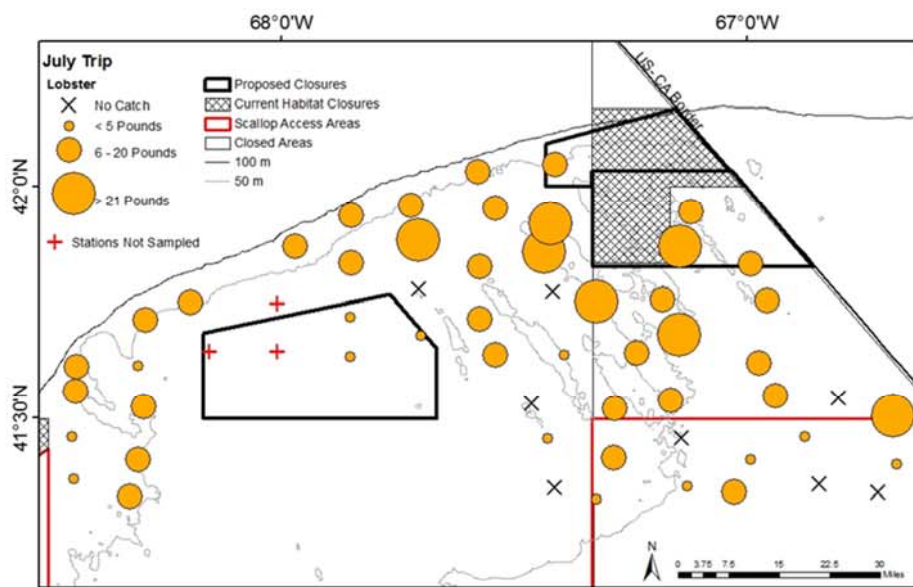 68°0'W
67°0'W
July Trip
Lobster
No Catch
< 5 Pounds
6 - 20 Pounds
> 21 Pounds
Stations Not Sampled
Proposed Closures
Current Habitat Closures
Scallop Access Areas
Closed Areas
100 m
50 m
US- CA Border
42°0'N
41°30'N
N
0 3.75 7.5 15 22.5 30
Miles